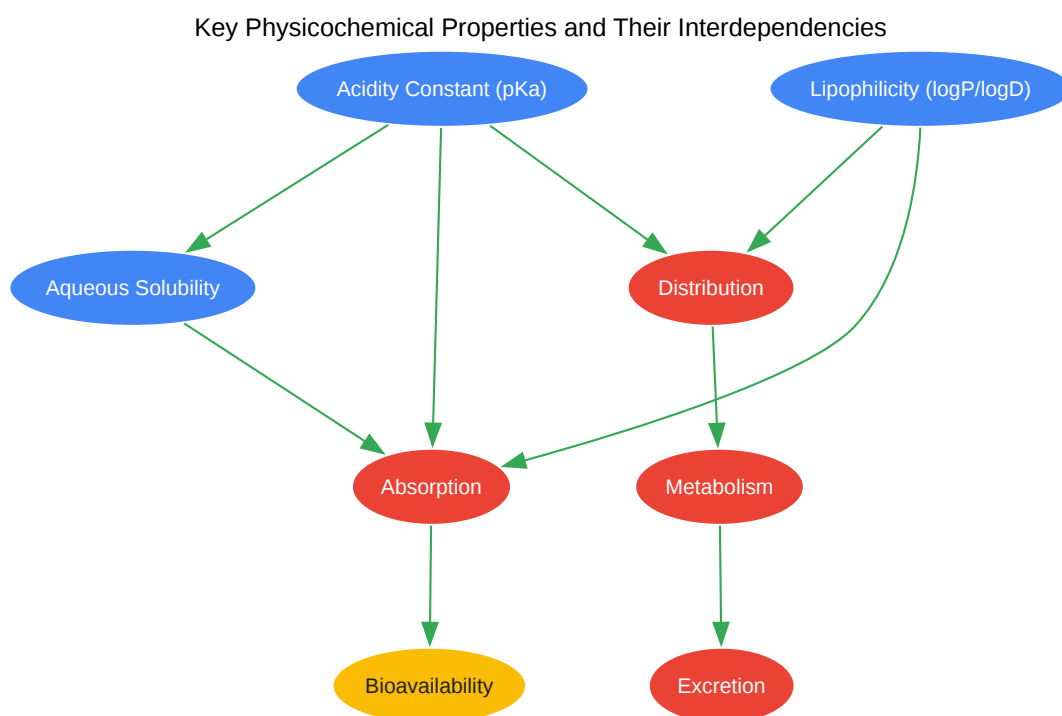 Key Physicochemical Properties and Their Interdependencies
Acidity Constant (pKa)
Lipophilicity (logP/logD)
Aqueous Solubility
Distribution
Absorption
Metabolism
Bioavailability
Excretion